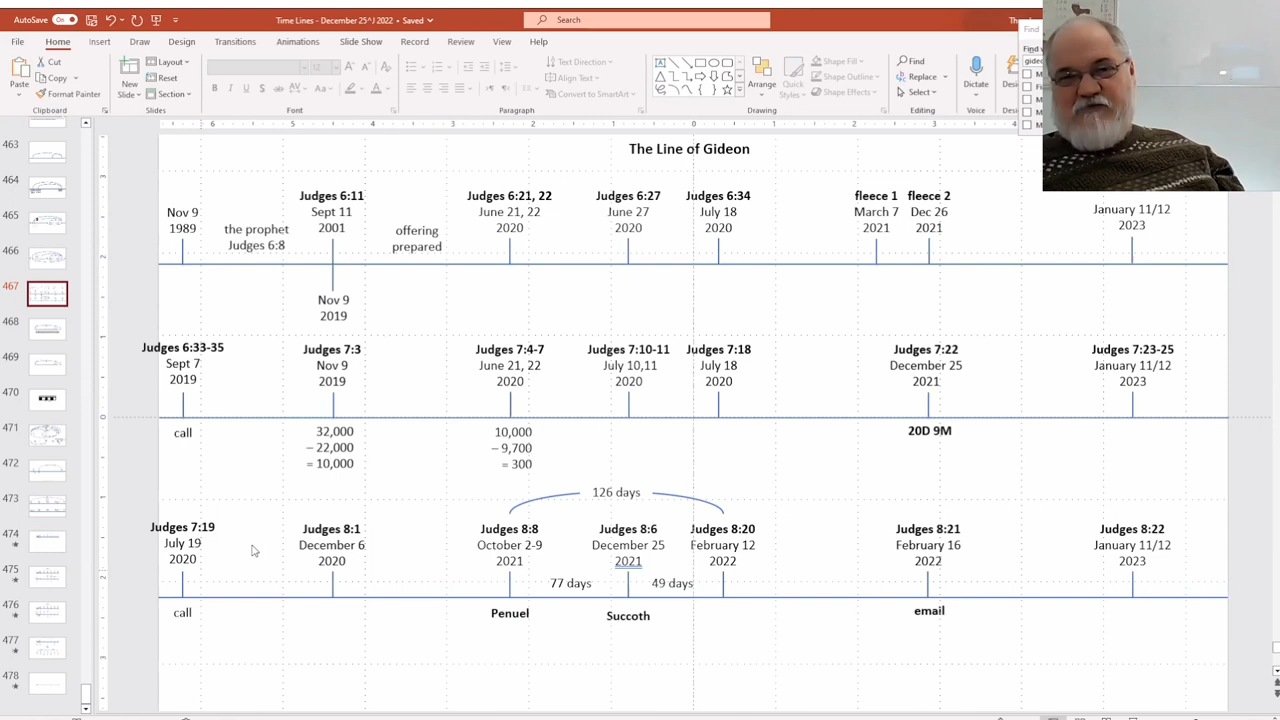 AutoSave On
Time Lines - December 25^J 2022 • Saved
Search
File Home Insert Draw Design Transitions Animations Slide Show Record Review View Help
Paste
Cut
Copy
Format Painter
Clipboard
New
Slide
Layout
Reset
Section
Slides
B I U S
Font
Text Direction
Align Text
Convert to SmartArt
Paragraph
Arrange
Quick
Styles
Shape Fill
Shape Outline
Shape Effects
Drawing
Find
Replace
Select
Editing
Dictate
Voice
Find
463
464
465
467
468
469
471
472
473
474
475
476
477
478
The Line of Gideon
Nov 9
1989
the prophet
Judges 6:8
Judges 6:11
Sept 11
2001
offering
prepared
Judges 6:21, 22
June 21, 22
2020
Judges 6:27
June 27
2020
Judges 6:34
July 18
2020
fleece 1
March 7
2021
fleece 2
Dec 26
2021
January 11/12
2023
Nov 9
2019
Judges 6:33-35
Sept 7
2019
Judges 7:3
Nov 9
2019
Judges 7:4-7
June 21, 22
2020
Judges 7:10-11
July 10,11
2020
Judges 7:18
July 18
2020
Judges 7:22
December 25
2021
Judges 7:23-25
January 11/12
2023
call
32,000
– 22,000
= 10,000
10,000
– 9,700
= 300
20D 9M
126 days
Judges 7:19
July 19
2020
Judges 8:1
December 6
2020
Judges 8:8
October 2-9
2021
Judges 8:6
December 25
2021
Judges 8:20
February 12
2022
Judges 8:21
February 16
2022
Judges 8:22
January 11/12
2023
77 days
49 days
call
Penuel
Succoth
email